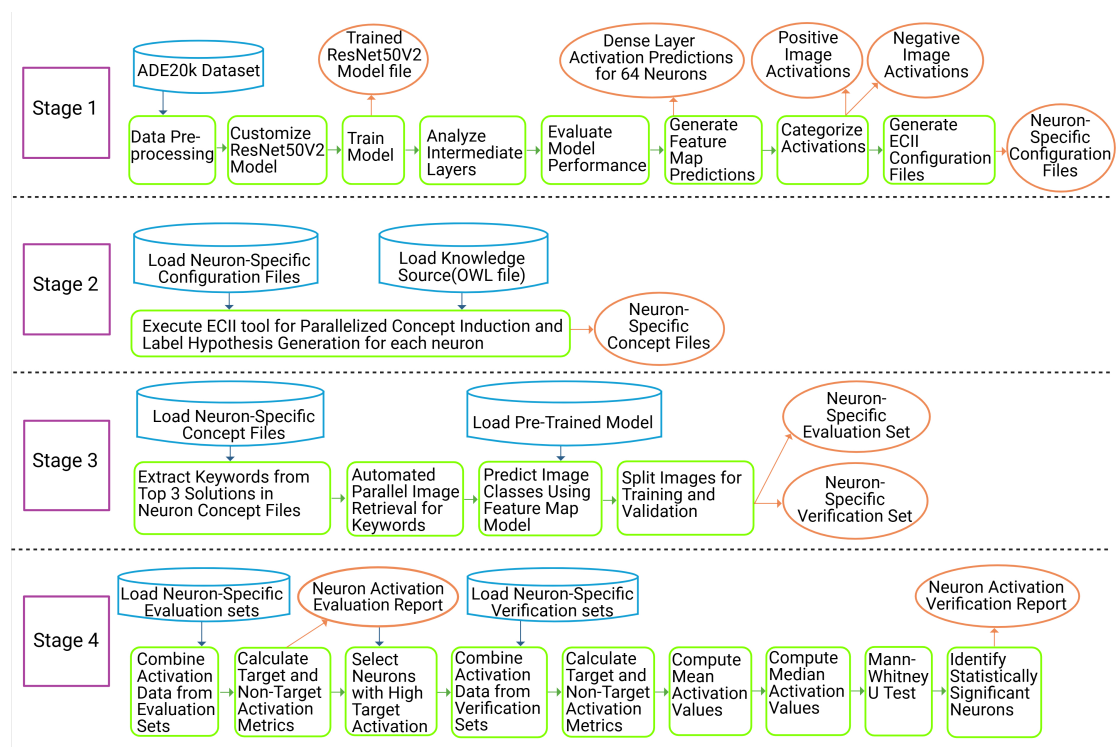 Stage 1
ADE20k Dataset
Trained
ResNet50V2
Model file
Dense Layer
Activation Predictions
for 64 Neurons
Positive
Image
Activations
Negative
Image
Activations
Data Pre-
processing
Customize
ResNet50V2
Model
Train
Model
Analyze
Intermediate
Layers
Evaluate
Model
Performance
Generate
Feature
Map
Predictions
Categorize
Activations
Generate
ECII
Configuration
Files
Neuron-
Specific
Configuration
Files
Stage 2
Load Neuron-Specific
Configuration Files
Load Knowledge
Source(OWL file)
Execute ECII tool for Parallelized Concept Induction and
Label Hypothesis Generation for each neuron
Neuron-
Specific
Concept Files
Stage 3
Load Neuron-Specific
Concept Files
Load Pre-Trained Model
Neuron-
Specific
Evaluation Set
Extract Keywords from
Top 3 Solutions in
Neuron Concept Files
Automated
Parallel Image
Retrieval for
Keywords
Predict Image
Classes Using
Feature Map
Model
Split Images for
Training and
Validation
Neuron-
Specific
Verification Set
Stage 4
Load Neuron-Specific
Evaluation sets
Neuron Activation
Evaluation Report
Load Neuron-Specific
Verification sets
Neuron Activation
Verification Report
Combine
Activation
Data from
Evaluation
Sets
Calculate
Target and
Non-Target
Activation
Metrics
Select
Neurons
with High
Target
Activation
Combine
Activation
Data from
Verification
Sets
Calculate
Target and
Non-Target
Activation
Metrics
Compute
Mean
Activation
Values
Compute
Median
Activation
Values
Mann-
Whitney
U Test
Identify
Statistically
Significant
Neurons